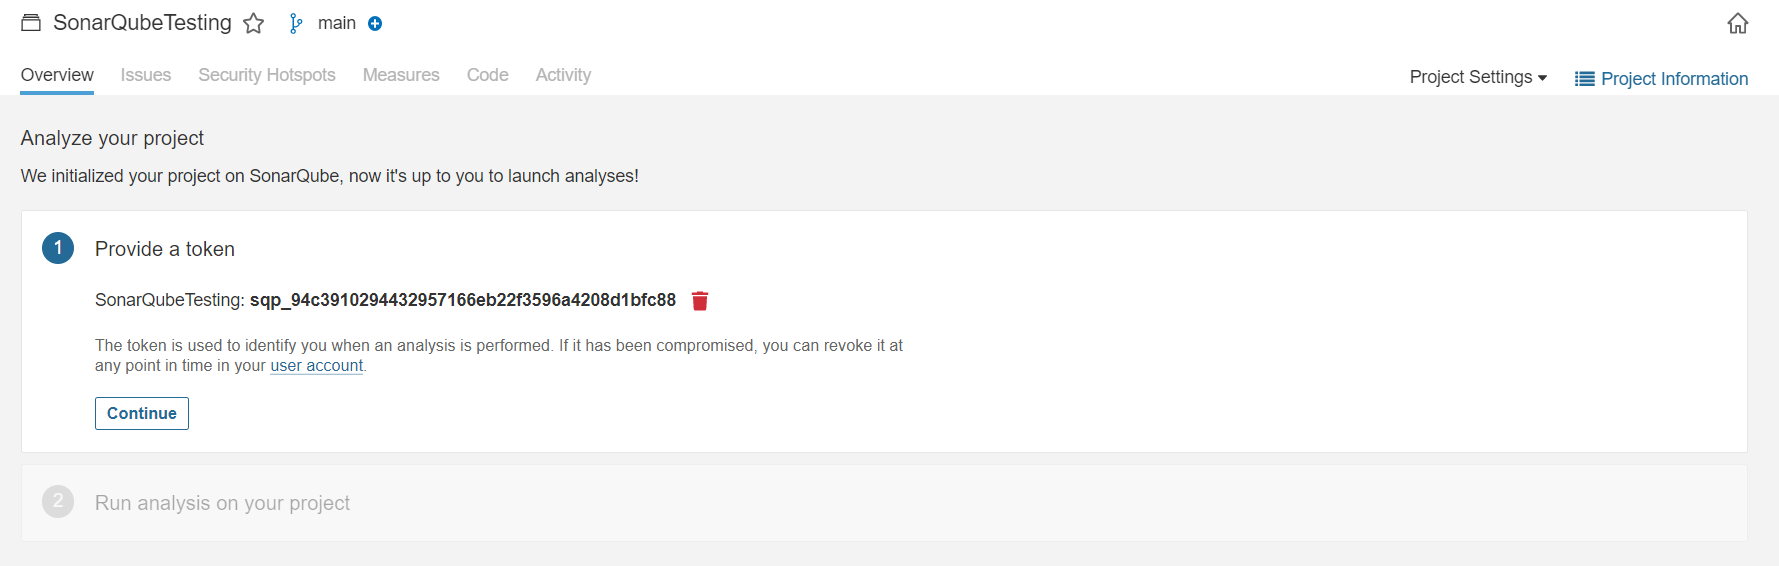 SonarQubeTesting main
Overview Issues Security Hotspots Measures Code Activity Project Settings Project Information
Analyze your project
We initialized your project on SonarQube, now it's up to you to launch analyses!
1 Provide a token
SonarQubeTesting: sqp_94c3910294432957166eb22f3596a4208d1bfc88
The token is used to identify you when an analysis is performed. If it has been compromised, you can revoke it at
any point in time in your user account.
Continue
2 Run analysis on your project